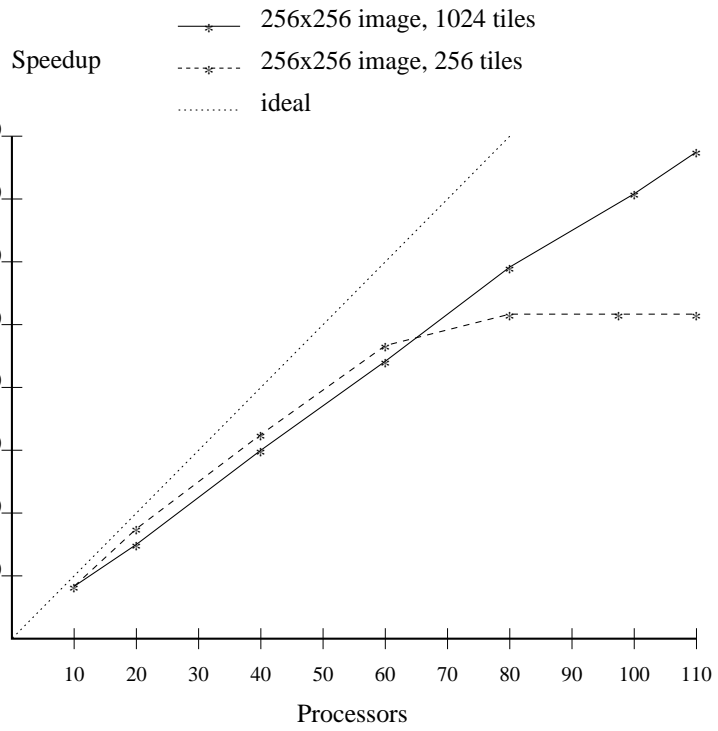 256x256 image, 1024 tiles
Speedup
256x256 image, 256 tiles
ideal
10 20 30 40 50 60 70 80 90 100 110
Processors